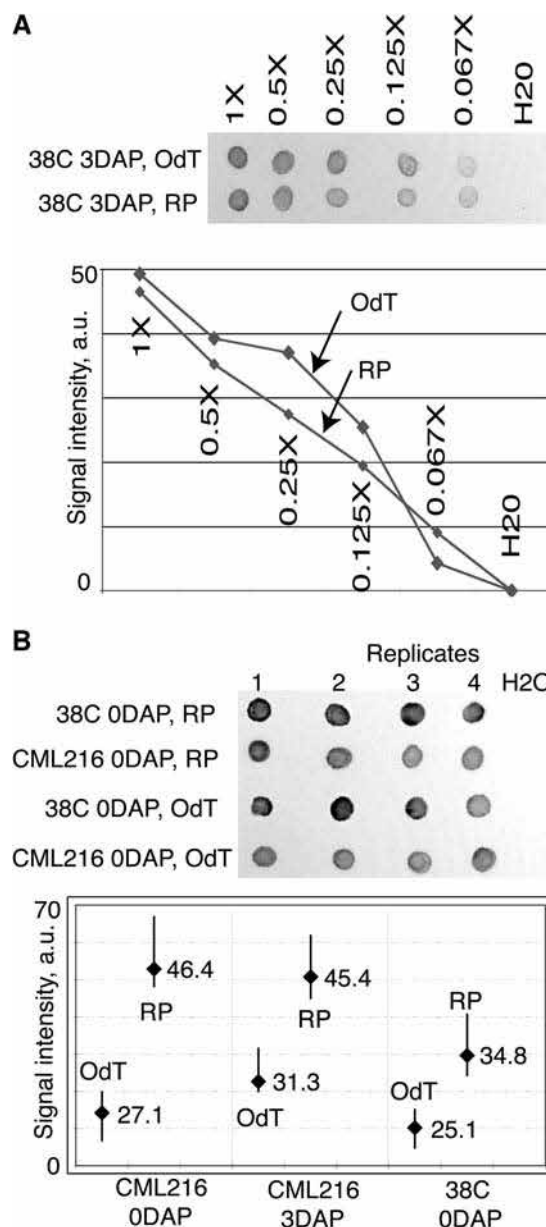 A
1X 0.5X 0.25X 0.125X 0.067X H20
38C 3DAP, OdT
38C 3DAP, RP
Signal intensity, a.u.
50
OdT
RP
1X
0.5X
0.25X
0.125X
0.067X
H20
0
B
Replicates
1 2 3 4 H2O
38C 0DAP, RP
CML216 0DAP, RP
38C 0DAP, OdT
CML216 0DAP, OdT
Signal intensity, a.u.
70
46.4
RP
45.4
RP
RP
34.8
OdT
27.1
31.3
OdT
OdT
25.1
0
CML216 0DAP
CML216 3DAP
38C 0DAP